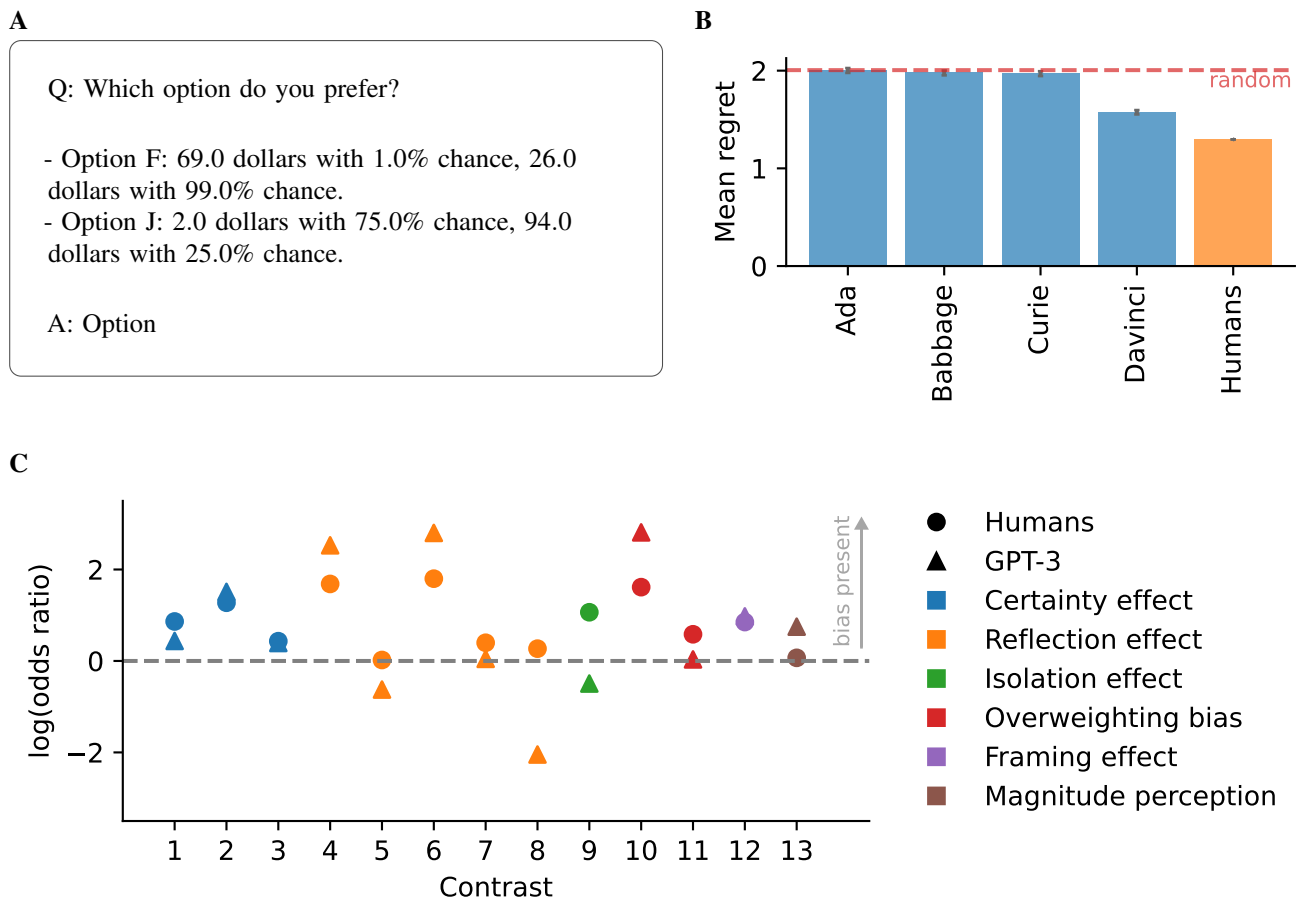 A
Q: Which option do you prefer?
- Option F: 69.0 dollars with 1.0% chance, 26.0
dollars with 99.0% chance.
- Option J: 2.0 dollars with 75.0% chance, 94.0
dollars with 25.0% chance.
A: Option
B
Mean regret
2
1
0
random
Ada
Babbage
Curie
Davinci
Humans
C
log(odds ratio)
2
0
−2
bias present
1 2 3 4 5 6 7 8 9 10 11 12 13
Contrast
Humans
GPT-3
Certainty effect
Reflection effect
Isolation effect
Overweighting bias
Framing effect
Magnitude perception